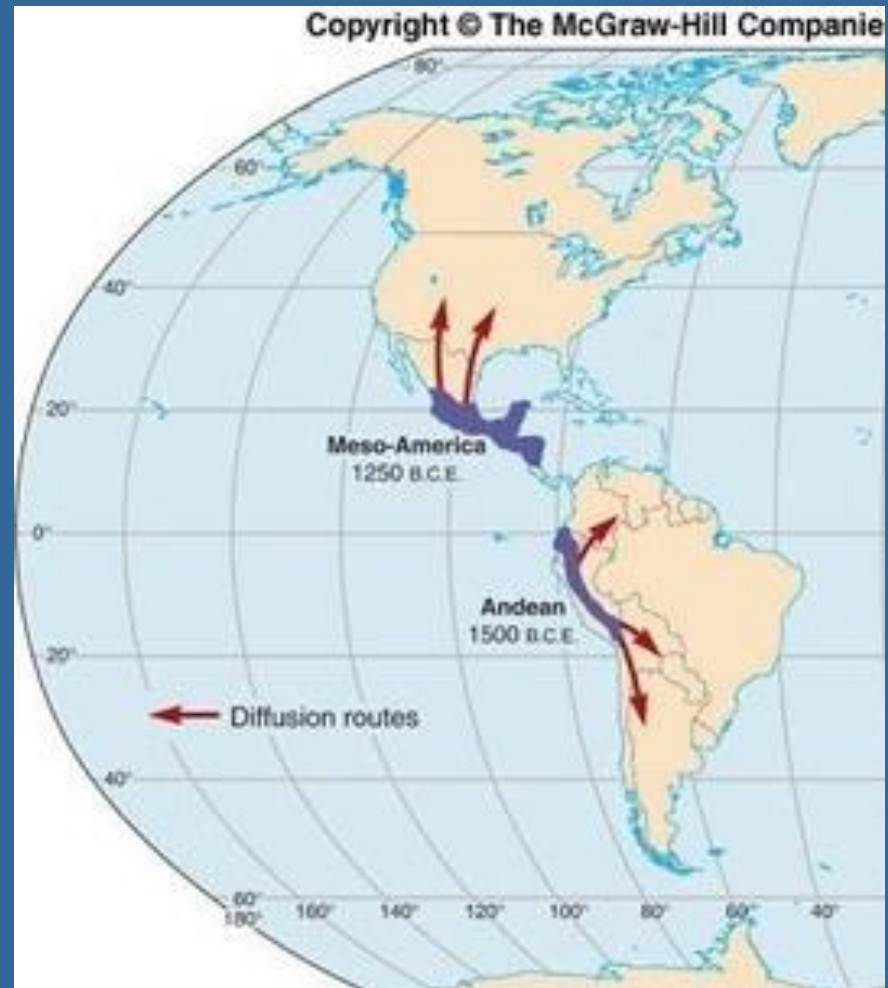 Copyright © The McGraw-Hill Companie
80°
60°
40°
20°
Meso-America
1250 B.C.E.
0°
Andean
1500 B.C.E.
20°
Diffusion routes
40°
60°
180° 160° 140° 120° 100° 80° 60° 40°